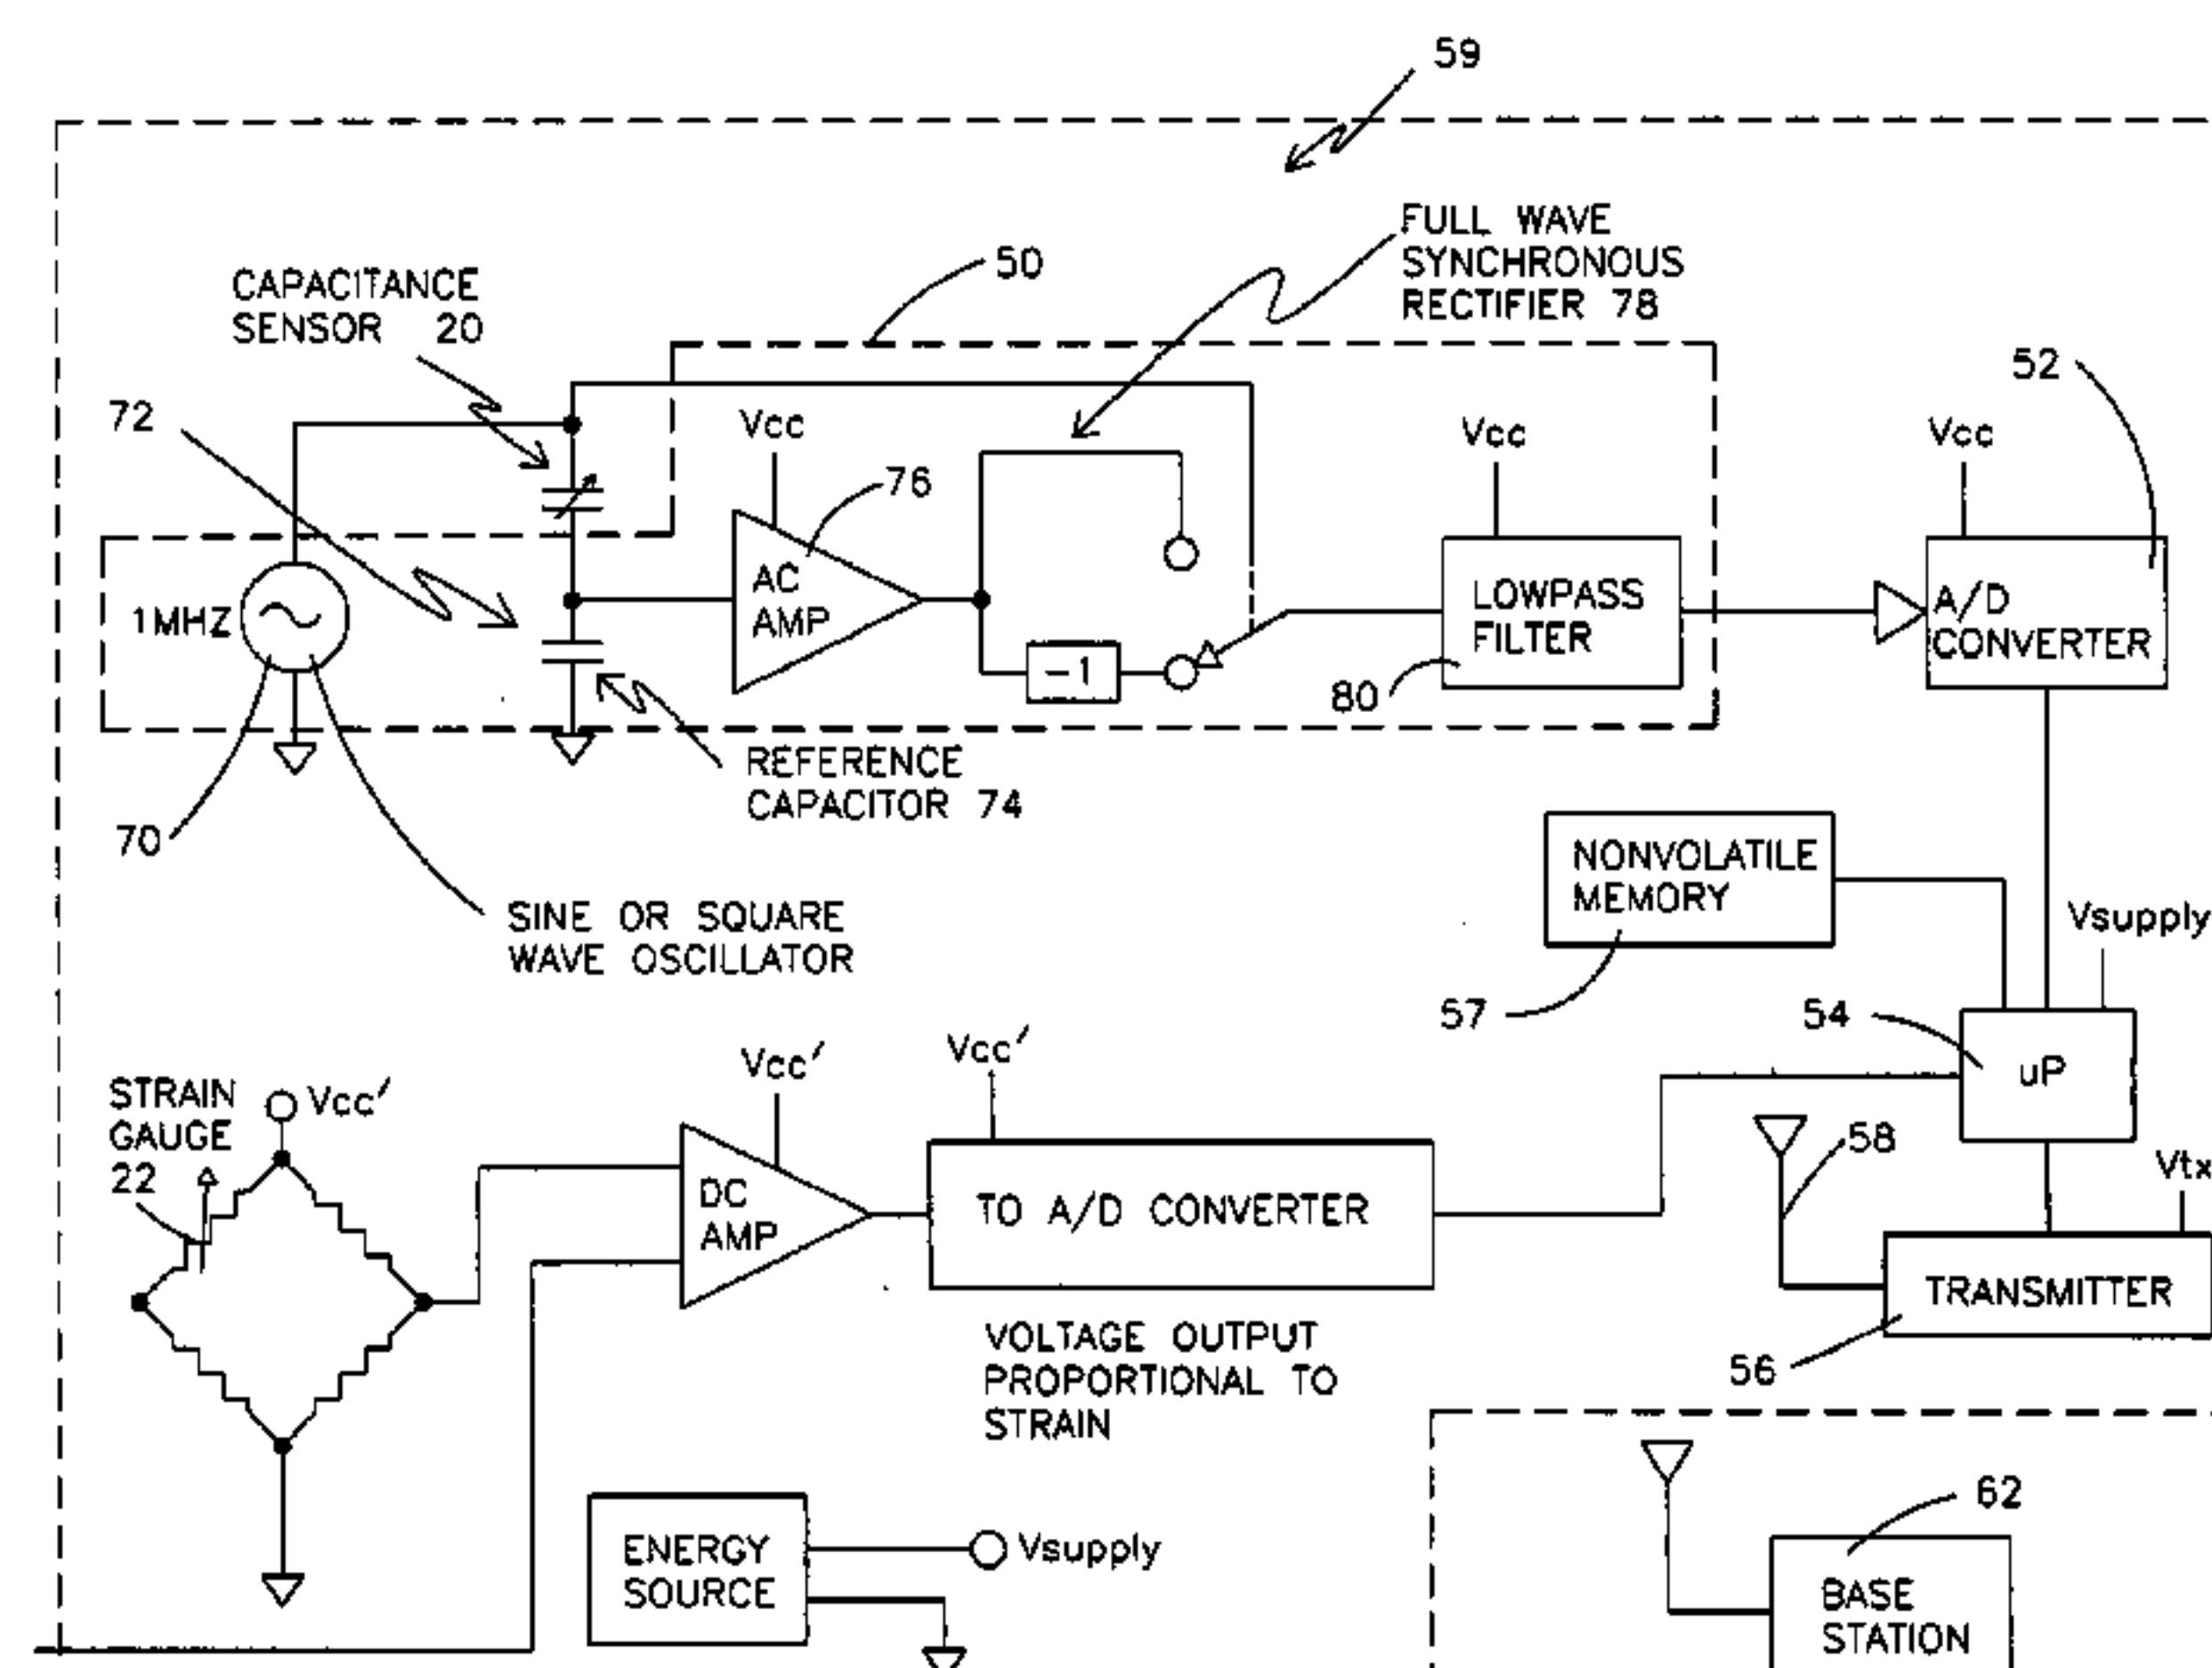 59
FULL WAVE
SYNCHRONOUS
RECTIFIER 78
50
CAPACITANCE
SENSOR 20
52
72
Vcc
Vcc
Vcc
76
AC
AMP
1MHZ
LOWPASS
FILTER
A/D
CONVERTER
-1
80
REFERENCE
CAPACITOR 74
70
NONVOLATILE
MEMORY
SINE OR SQUARE
WAVE OSCILLATOR
Vsupply
57
54
uP
Vcc'
Vcc'
STRAIN
GAUGE
22
Vcc'
58
Vtx
DC
AMP
TO A/D CONVERTER
TRANSMITTER
VOLTAGE OUTPUT
PROPORTIONAL TO
STRAIN
56
62
ENERGY
SOURCE
Vsupply
BASE
STATION